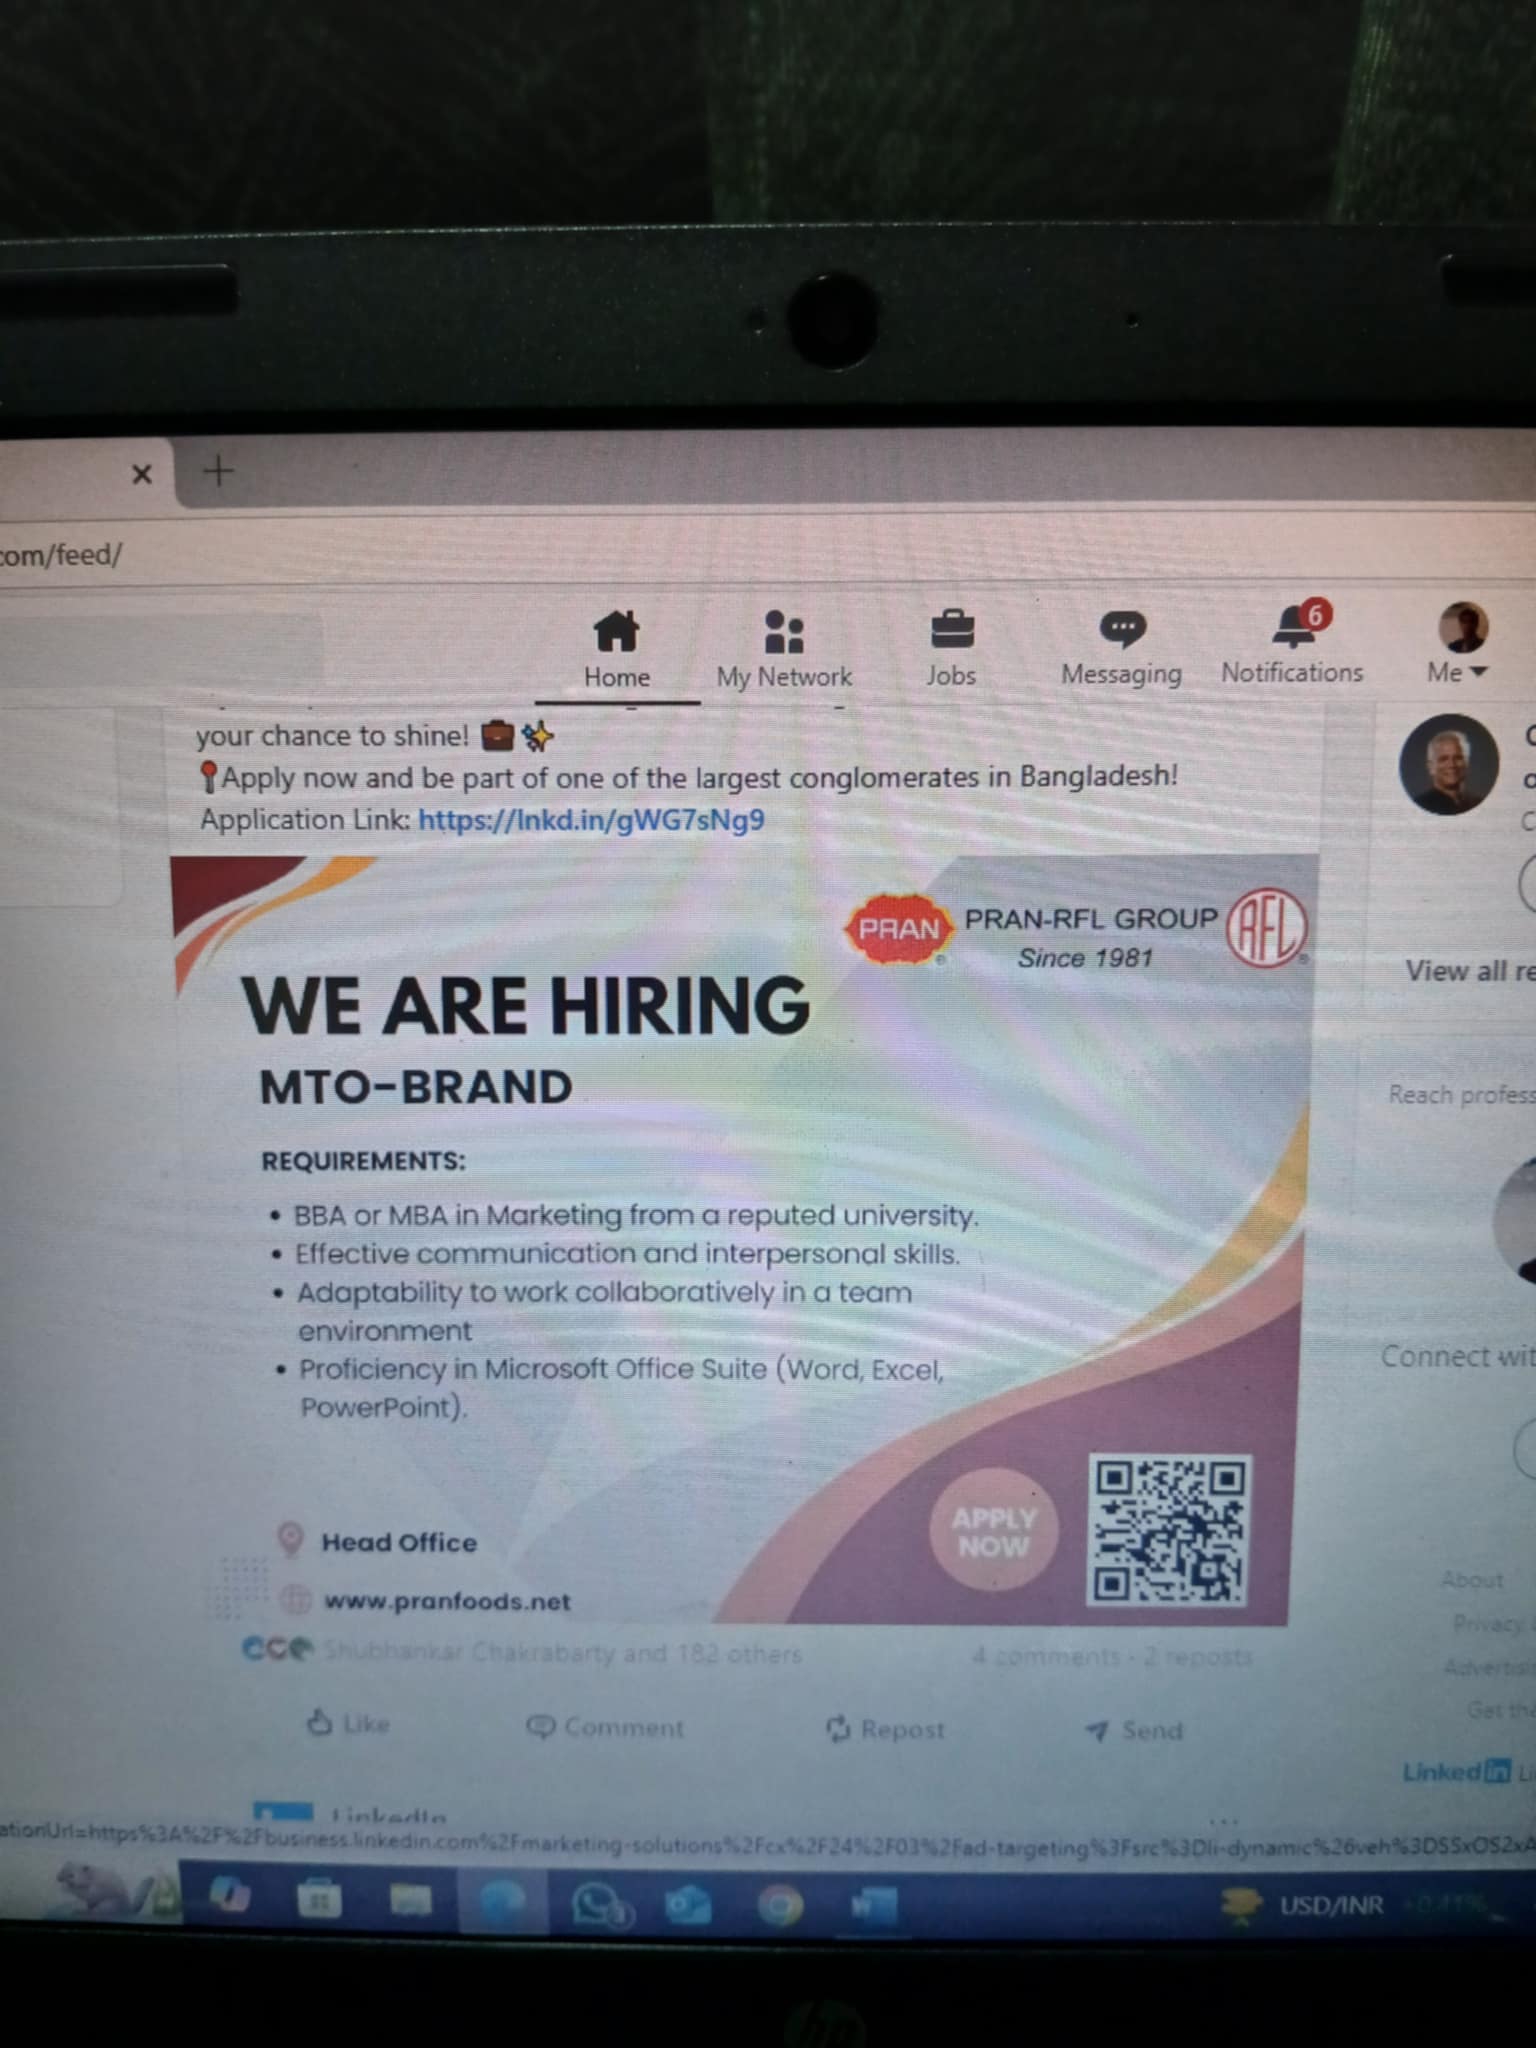 com/feed/
Home
My Network
Jobs
Messaging
6
Notifications
Me
your chance to shine!
Apply now and be part of one of the largest conglomerates in Bangladesh!
Application Link: https://lnkd.in/gWG7sNg9
PRAN
PRAN-RFL GROUP
Since 1981
RFL
WE ARE HIRING
MTO-BRAND
REQUIREMENTS:
• BBA or MBA in Marketing from a reputed university.
• Effective communication and interpersonal skills.
• Adaptability to work collaboratively in a team
environment
• Proficiency in Microsoft Office Suite (Word, Excel,
PowerPoint).
APPLY
NOW
Head Office
www.pranfoods.net
Shubhankar Chakrabarty and 182 others
4 comments · 2 reposts
Like
Comment
Repost
Send
LinkedIn
View all
Reach
Connect
About
Privacy
Get
LinkedIn
ationUrl=https%3A%2F%2Fbusiness.linkedin.com%2Fmarketing-solutions%2Fcx%2F24%2F03%2Fad-targeting%3Fsrc%3Dli-dynamic%26veh%3DSSxOS2xA
USD/INR +0.41%
hp